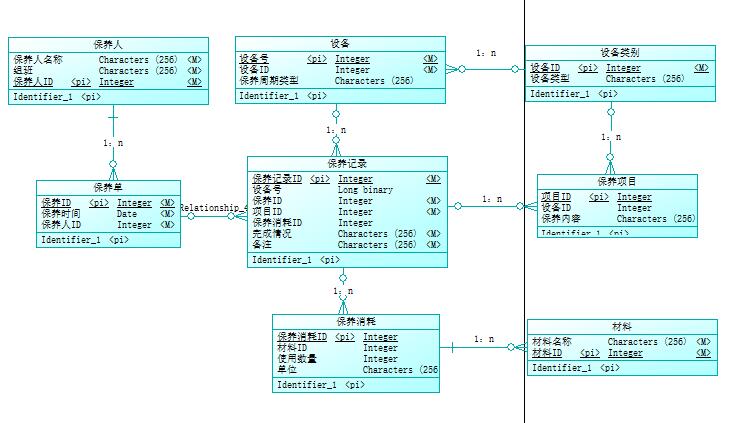 保养人
保养人名称 Characters (256) <M>
组班 Characters (256) <M>
保养人ID <pi> Integer <M>
Identifier_1 <pi>
设备
设备号 <pi> Integer <M>
设备ID Integer <M>
保养周期类型 Characters (256)
Identifier_1 <pi>
1：n
设备类别
设备ID <pi> Integer <M>
设备类型 Characters (256)
Identifier_1 <pi>
1：n
1：n
1：n
保养单
保养ID <pi> Integer <M>
保养时间 Date <M>
保养人ID Integer <M>
Identifier_1 <pi>
Relationship_4
保养记录
保养记录ID <pi> Integer <M>
设备号 Long binary
保养ID Integer <M>
项目ID Integer <M>
保养消耗ID Integer
完成情况 Characters (256) <M>
备注 Characters (256) <M>
Identifier_1 <pi>
1：n
保养项目
项目ID <pi> Integer
设备ID Integer
保养内容 Characters (256)
Identifier_1 <pi>
1：n
保养消耗
保养消耗ID <pi> Integer
材料ID Integer
使用数量 Integer
单位 Characters (256
Identifier_1 <pi>
1：n
材料
材料名称 Characters (256) <M>
材料ID <pi> Integer <M>
Identifier_1 <pi>